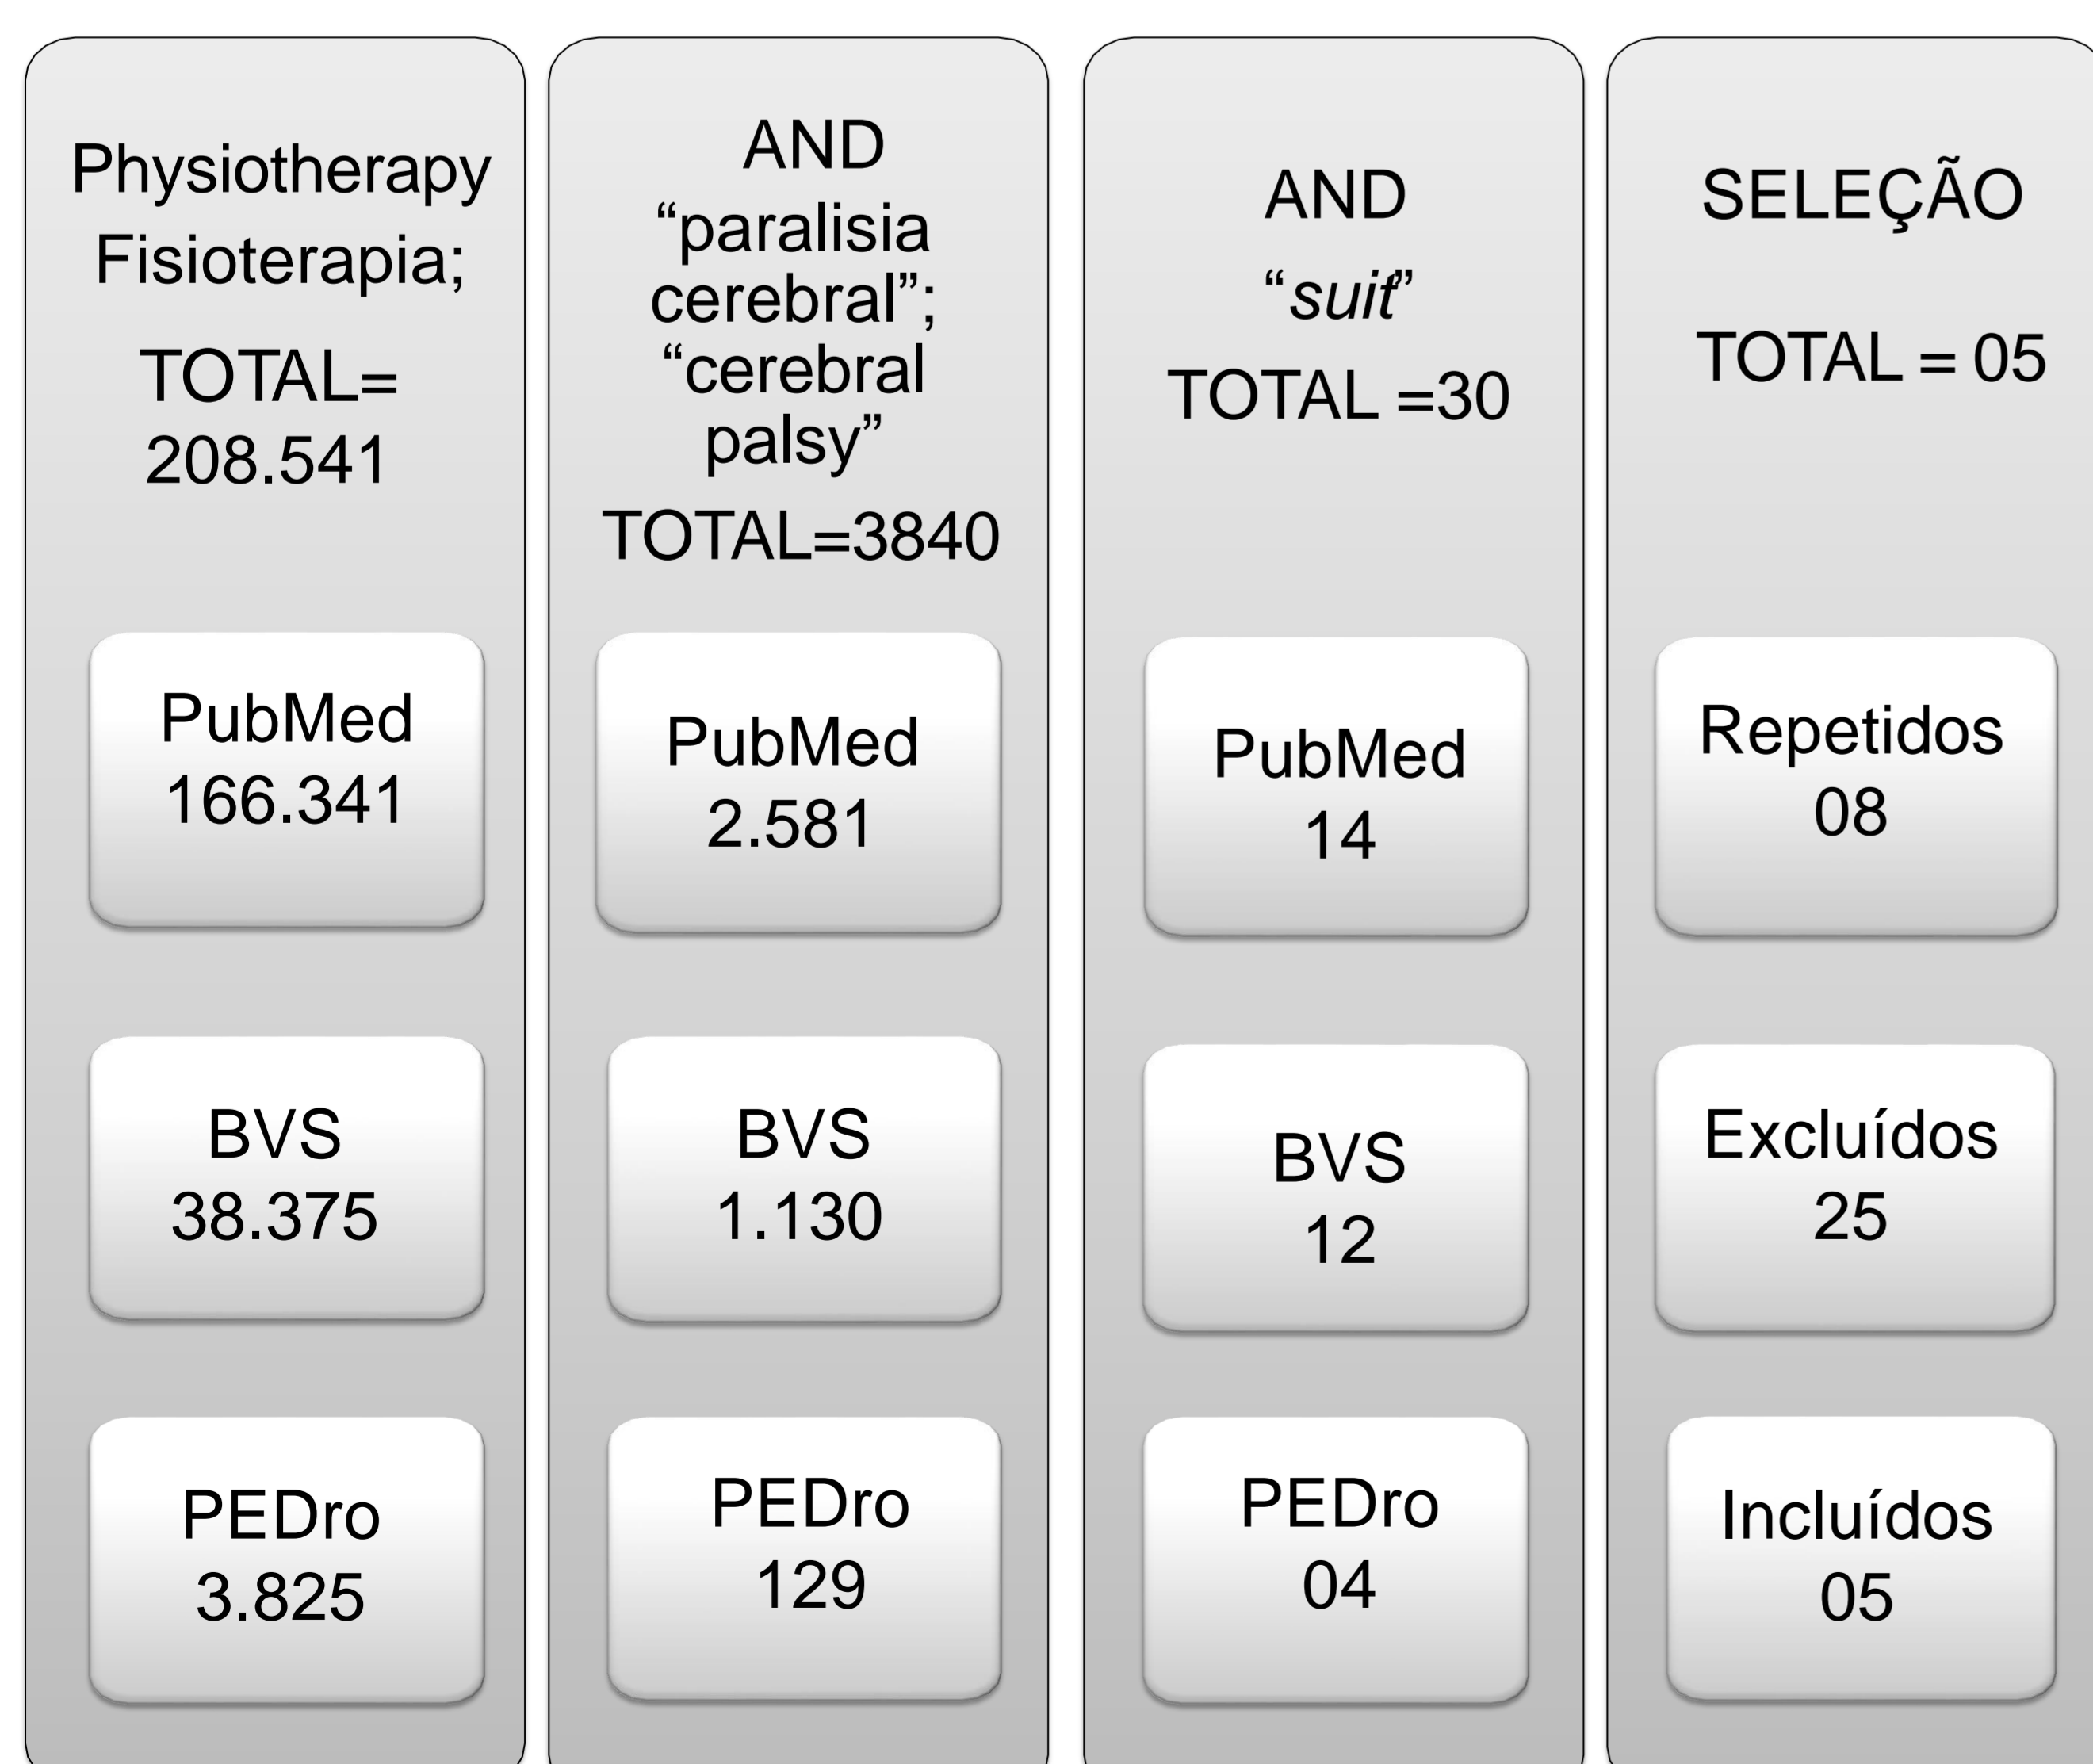 Physiotherapy
Fisioterapia;
TOTAL=
208.541
PubMed
166.341
BVS
38.375
PEDro
3.825
AND
“paralisia
cerebral”;
“cerebral
palsy”
TOTAL=3840
PubMed
2.581
BVS
1.130
PEDro
129
AND
“suit”
TOTAL =30
PubMed
14
BVS
12
PEDro
04
SELEÇÃO
TOTAL = 05
Repetidos
08
Excluídos
25
Incluídos
05